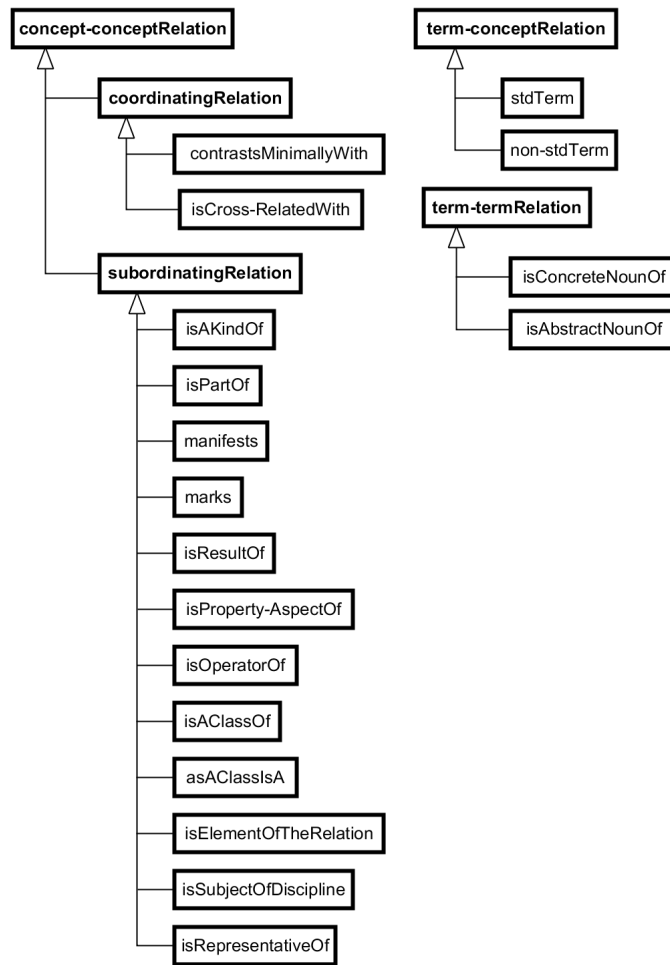 concept-conceptRelation
coordinatingRelation
contrastsMinimallyWith
isCross-RelatedWith
subordinatingRelation
isAKindOf
isPartOf
manifests
marks
isResultOf
isProperty-AspectOf
isOperatorOf
isAClassOf
asAClassIsA
isElementOfTheRelation
isSubjectOfDiscipline
isRepresentativeOf
term-conceptRelation
stdTerm
non-stdTerm
term-termRelation
isConcreteNounOf
isAbstractNounOf